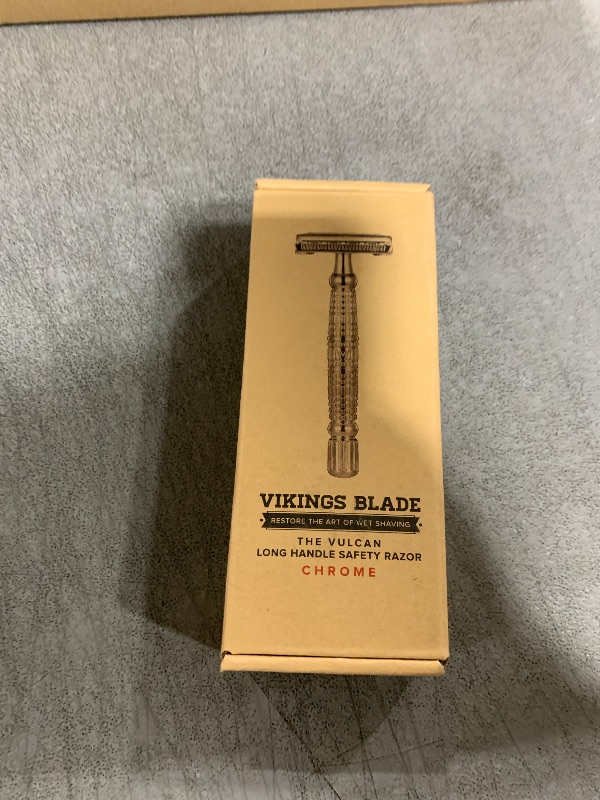 VIKINGS BLADE
RESTORE THE ART OF WET SHAVING
THE VULCAN
LONG HANDLE SAFETY RAZOR
CHROME